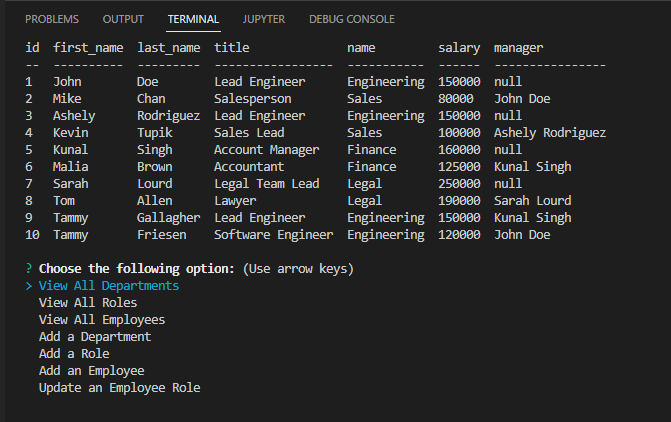 PROBLEMS OUTPUT TERMINAL JUPYTER DEBUG CONSOLE
id first_name last_name title name salary manager
-- ---------- --------- ----------------- ----------- ------ ----------------
1 John Doe Lead Engineer Engineering 150000 null
2 Mike Chan Salesperson Sales 80000 John Doe
3 Ashely Rodriguez Lead Engineer Engineering 150000 null
4 Kevin Tupik Sales Lead Sales 100000 Ashely Rodriguez
5 Kunal Singh Account Manager Finance 160000 null
6 Malia Brown Accountant Finance 125000 Kunal Singh
7 Sarah Lourd Legal Team Lead Legal 250000 null
8 Tom Allen Lawyer Legal 190000 Sarah Lourd
9 Tammy Gallagher Lead Engineer Engineering 150000 Kunal Singh
10 Tammy Friesen Software Engineer Engineering 120000 John Doe
? Choose the following option: (Use arrow keys)
> View All Departments
View All Roles
View All Employees
Add a Department
Add a Role
Add an Employee
Update an Employee Role